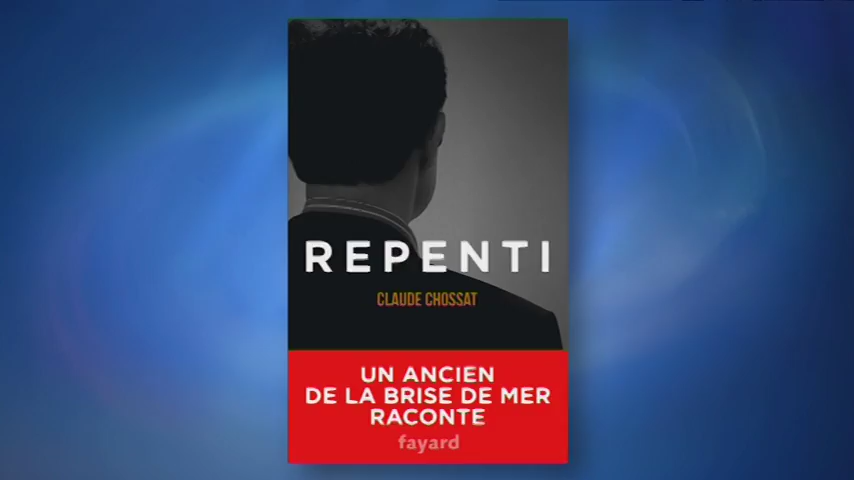 REPENTI
CLAUDE CHOSSAT
UN ANCIEN
DE LA BRISE DE MER
RACONTE
fayard